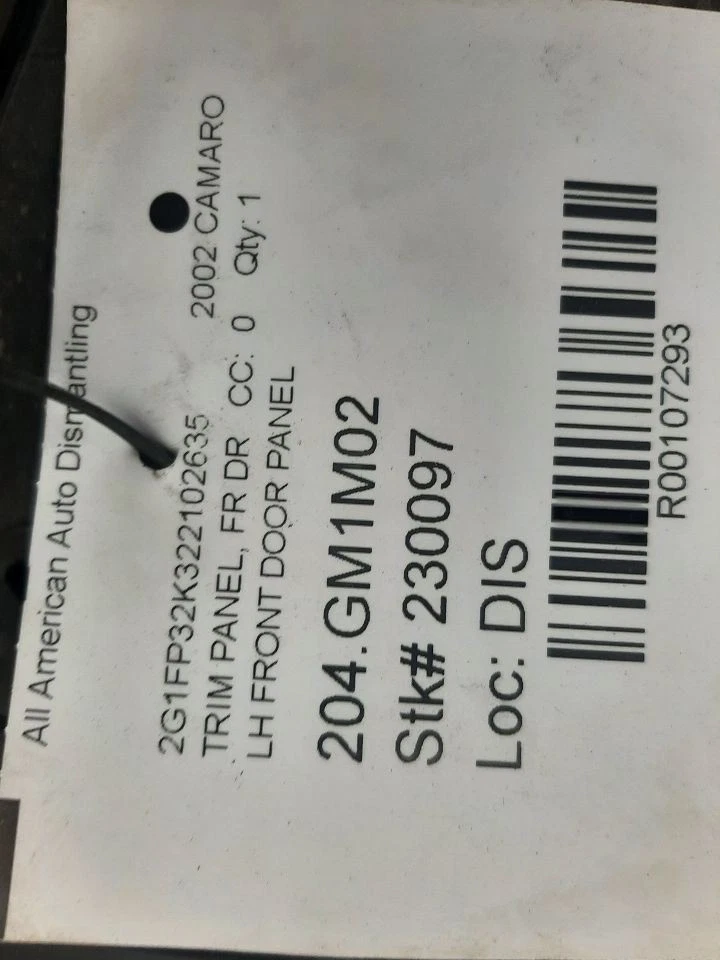 All American Auto Dismantling
2G1FP32K322102635 2002 CAMARO
TRIM PANEL, FR DR CC: 0 Qty: 1
LH FRONT DOOR PANEL
204.GM1M02
Stk# 230097
Loc: DIS
R00107293